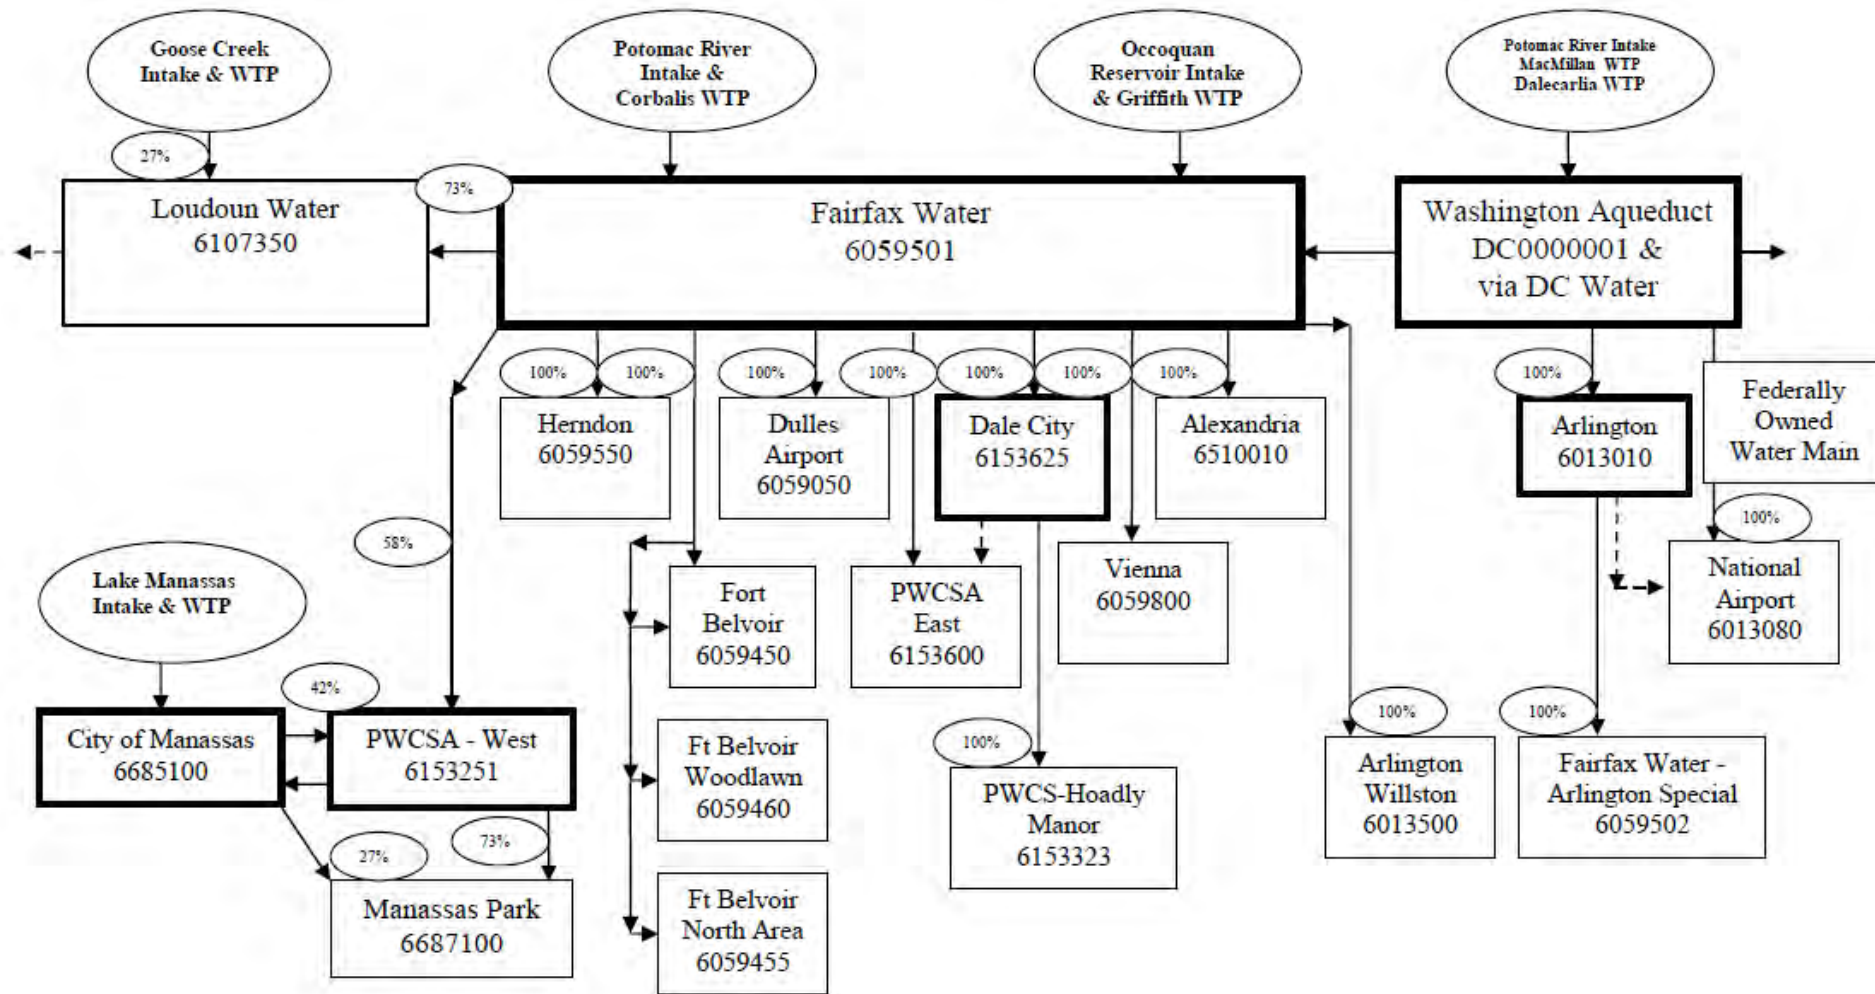 Goose Creek
Intake & WTP
Potomac River
Intake &
Corbalis WTP
Occoquan
Reservoir Intake
& Griffith WTP
Potomac River Intake
MacMillan WTP
Dalecarlia WTP
27%
73%
Loudoun Water
6107350
Fairfax Water
6059501
Washington Aqueduct
DC0000001 &
via DC Water
100%
100%
100%
100%
100%
100%
100%
100%
Herndon
6059550
Dulles
Airport
6059050
Dale City
6153625
Alexandria
6510010
Arlington
6013010
Federally
Owned
Water Main
58%
100%
Lake Manassas
Intake & WTP
Fort
Belvoir
6059450
PWCSA
East
6153600
Vienna
6059800
National
Airport
6013080
42%
City of Manassas
6685100
PWCSA - West
6153251
Ft Belvoir
Woodlawn
6059460
100%
PWCS-Hoadly
Manor
6153323
100%
Arlington
Willston
6013500
100%
Fairfax Water -
Arlington Special
6059502
27%
73%
Manassas Park
6687100
Ft Belvoir
North Area
6059455